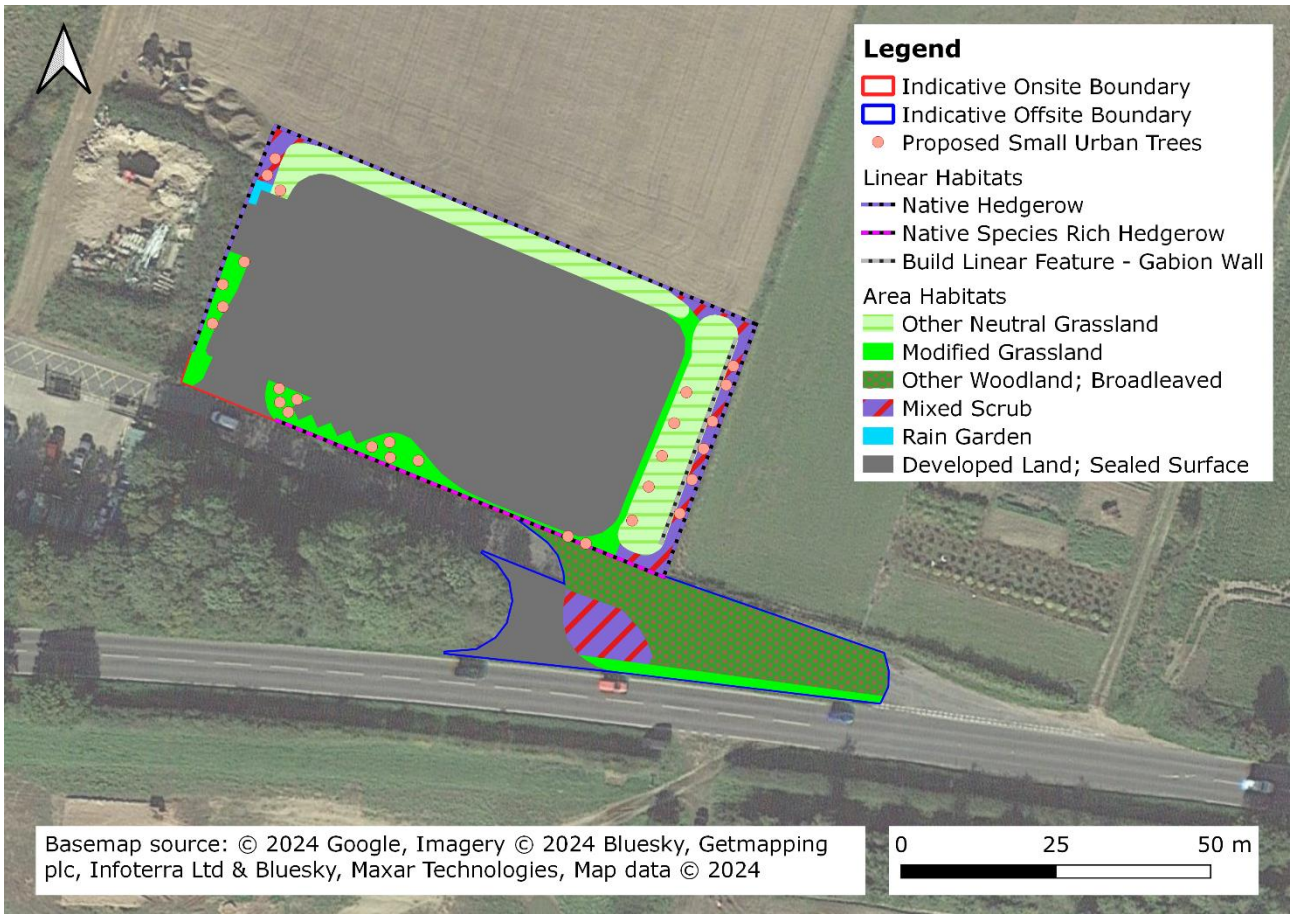 Legend
Indicative Onsite Boundary
Indicative Offsite Boundary
Proposed Small Urban Trees
Linear Habitats
Native Hedgerow
Native Species Rich Hedgerow
Build Linear Feature - Gabion Wall
Area Habitats
Other Neutral Grassland
Modified Grassland
Other Woodland; Broadleaved
Mixed Scrub
Rain Garden
Developed Land; Sealed Surface
Basemap source: © 2024 Google, Imagery © 2024 Bluesky, Getmapping
plc, Infoterra Ltd & Bluesky, Maxar Technologies, Map data © 2024
0 25 50 m